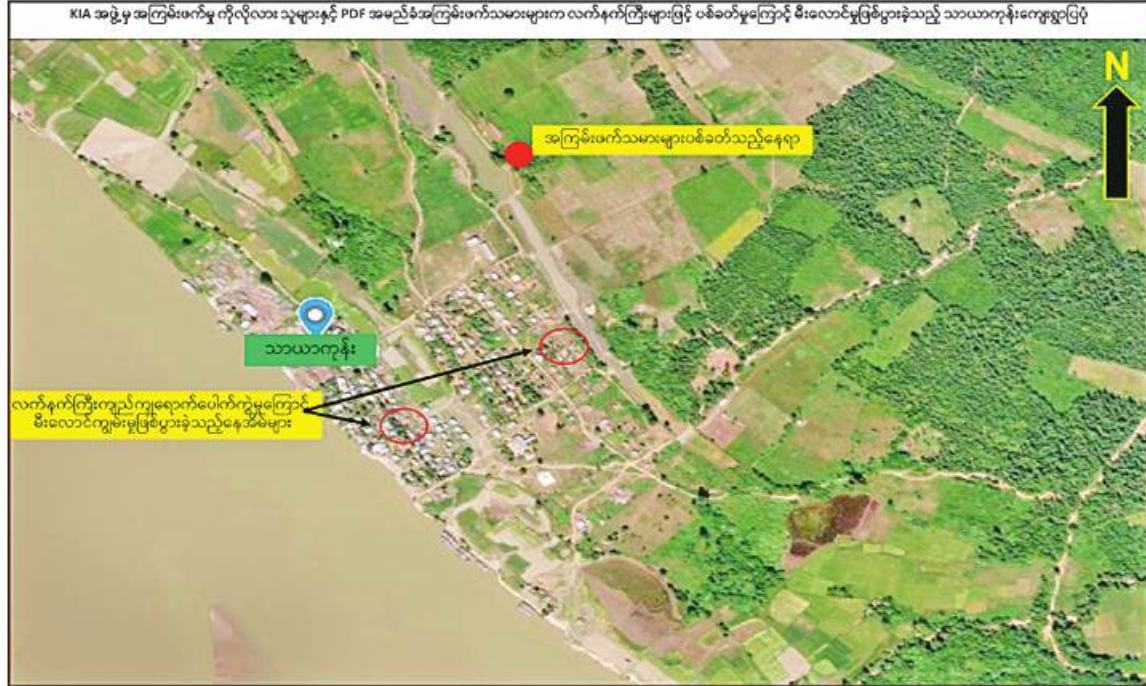 KIA အဖွဲ့မှ အကြမ်းဖက်မှု ကိုလိုလားသူများနှင့် PDF အမည်ခံအကြမ်းဖက်သမားများက လက်နက်ကြီးများဖြင့် ပစ်ခတ်မှုကြောင့် မီးလောင်မှုဖြစ်ပွားခဲ့သည့် သာယာကုန်းကျေးရွာပြပုံ
N
အကြမ်းဖက်သမားများပစ်ခတ်သည့်နေရာ
သာယာကုန်း
လက်နက်ကြီးကျည်ကျရောက်ပေါက်ကွဲမှုကြောင့်
မီးလောင်ကျွမ်းမှုဖြစ်ပွားခဲ့သည့်နေအိမ်များ